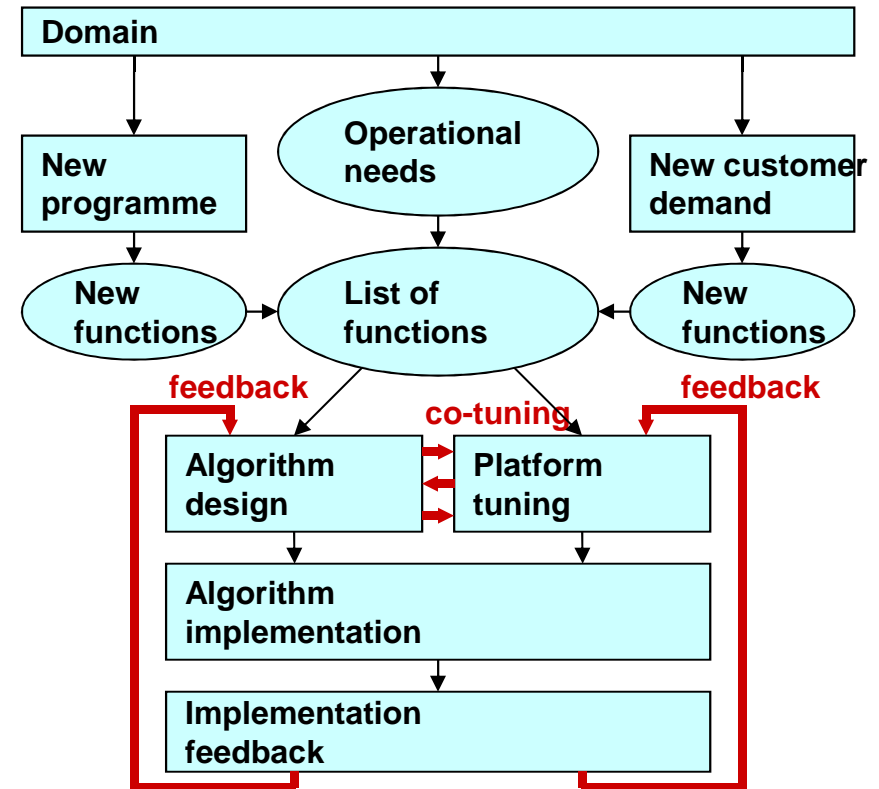 Domain
New
programme
Operational
needs
New customer
demand
New
functions
List of
functions
New
functions
feedback
co-tuning
feedback
Algorithm
design
Platform
tuning
Algorithm
implementation
Implementation
feedback